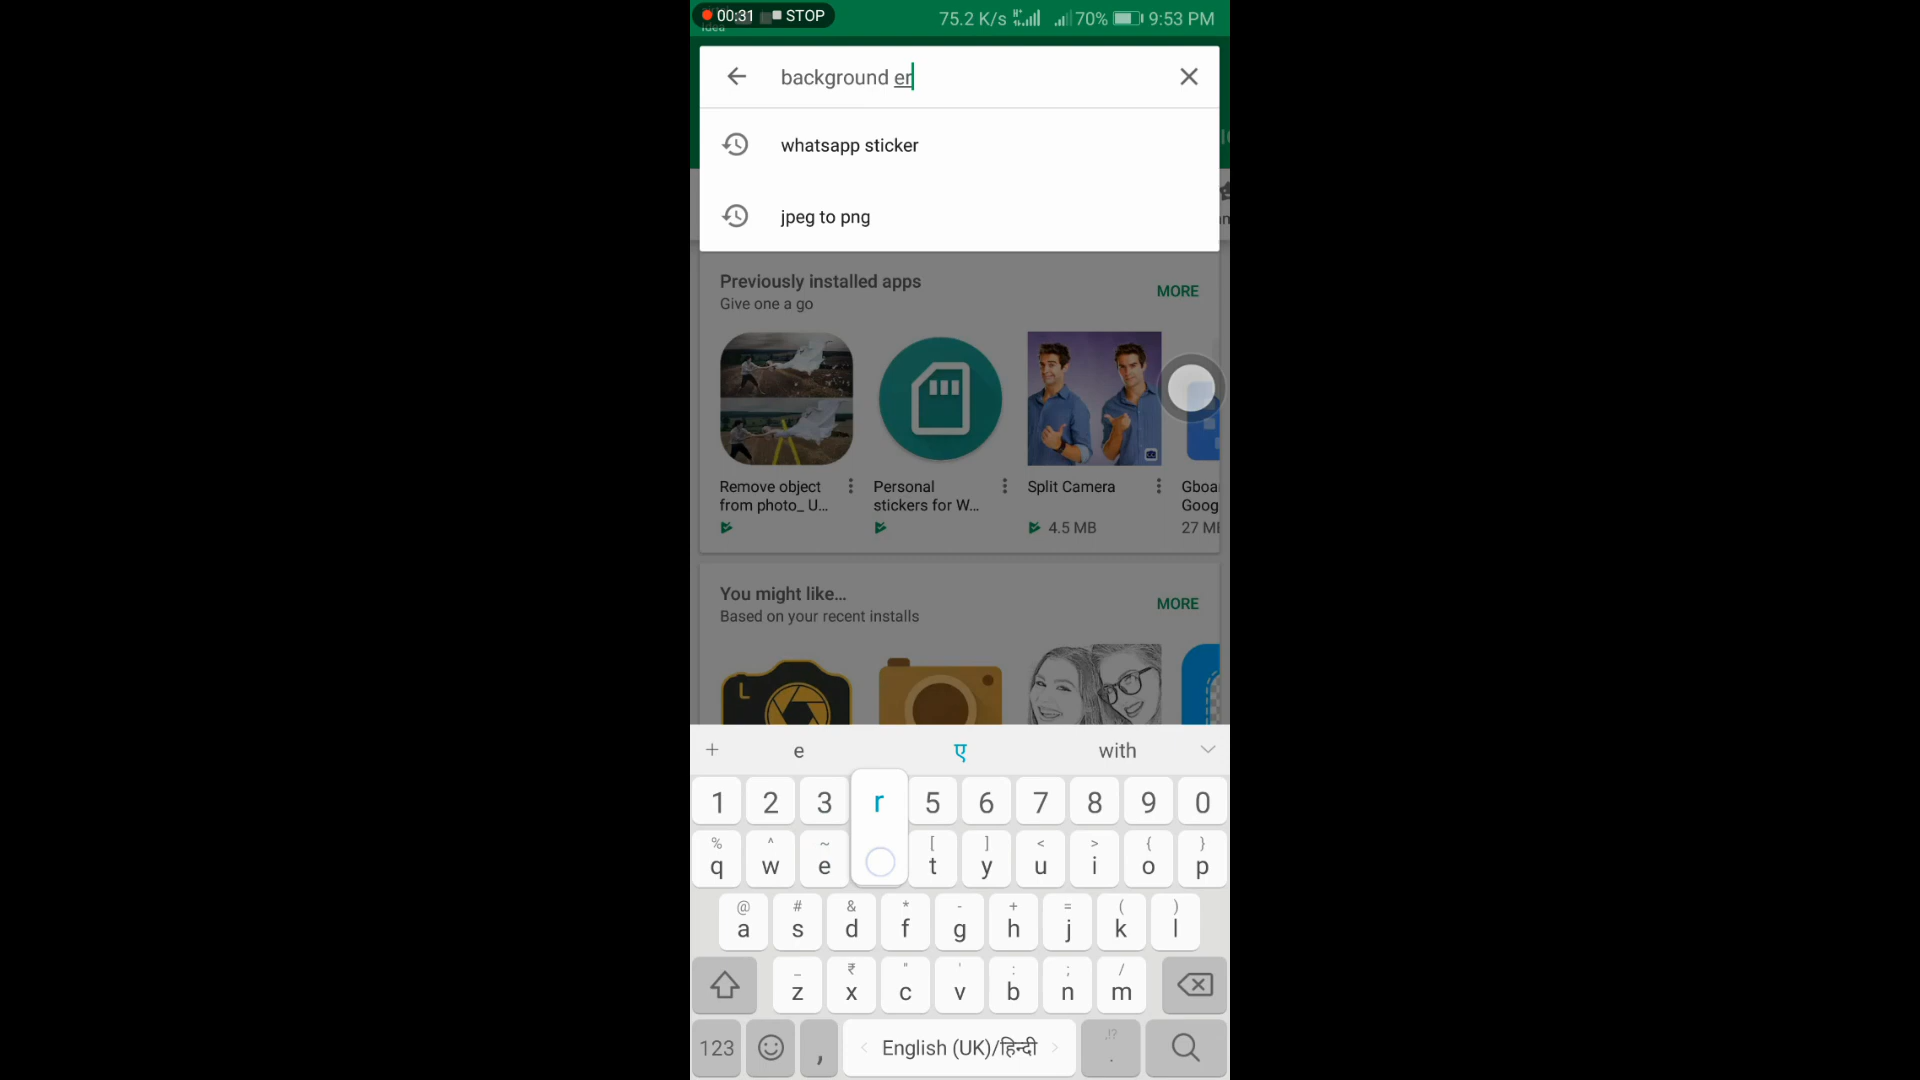 00:31 STOP
75.2 K/s 70% 9:53 PM
Idea
background er
whatsapp sticker
jpeg to png
Previously installed apps
Give one a go
MORE
Remove object
from photo_ U...
Personal
stickers for W...
Split Camera
4.5 MB
You might like...
Based on your recent installs
MORE
L
+ e ए with
1 2 3 r 5 6 7 8 9 0
% ^ ~ [ ] < > { }
q w e t y u i o p
@ # & * - + = ( )
a s d f g h j k l
_ ₹ " ' : ; /
z x c v b n m
123 , English (UK)/हिन्दी ,!? .